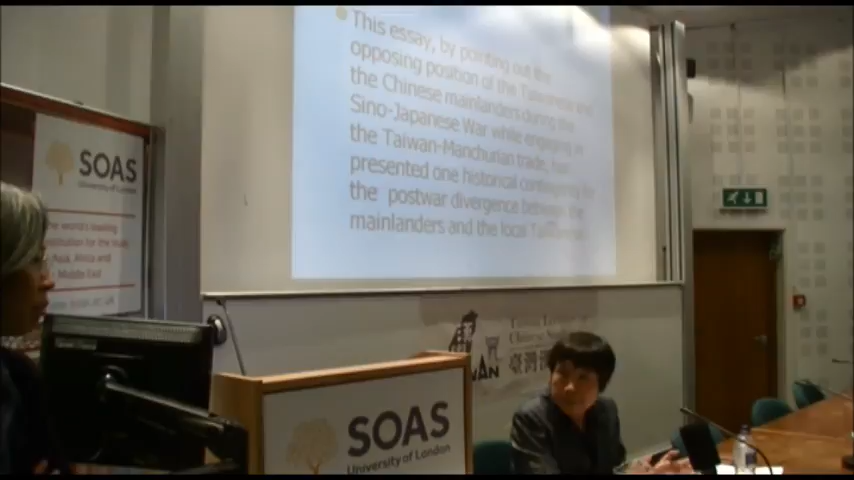 This essay, by pointing out the
opposing position of the Taiwanese and
the Chinese mainlanders during the
Sino-Japanese War while engaging in
the Taiwan-Manchurian trade, has
presented one historical contingency
the postwar divergence between the
mainlanders and the local Taiwanese
SOAS
University of London
The world's leading
institution for the study
Asia, Africa and
Middle East
SOAS
University of London
臺灣